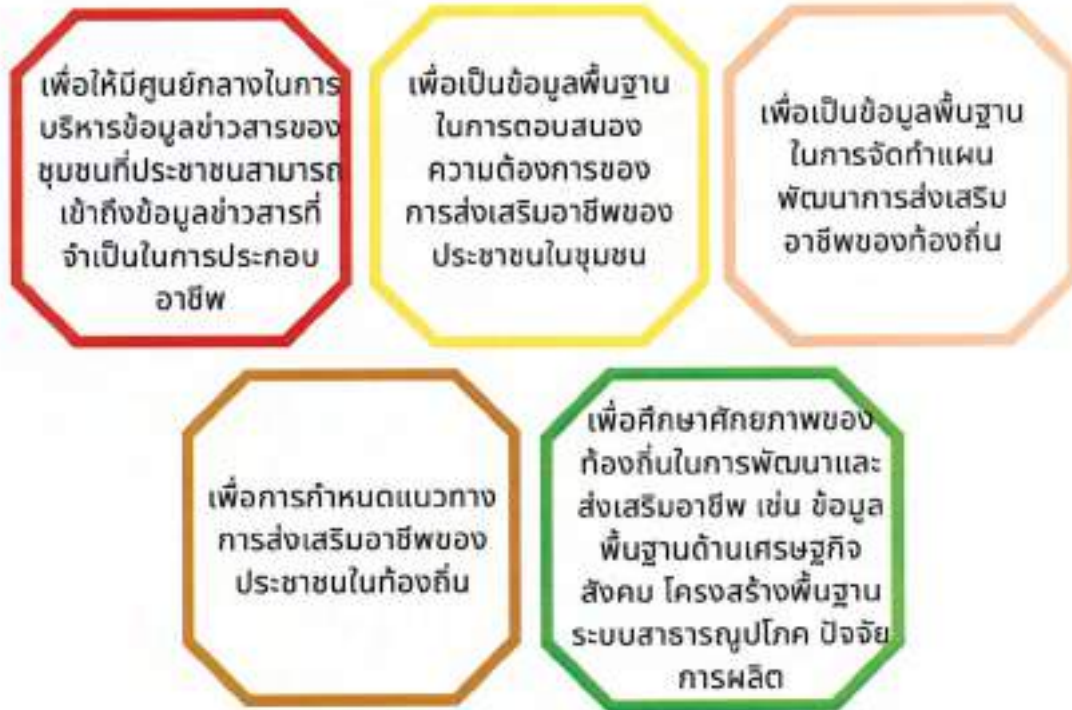 เพื่อให้มีศูนย์กลางในการ
บริหารข้อมูลข่าวสารของ
ชุมชนที่ประชาชนสามารถ
เข้าถึงข้อมูลข่าวสารที่
จำเป็นในการประกอบ
อาชีพ
เพื่อเป็นข้อมูลพื้นฐาน
ในการตอบสนอง
ความต้องการของ
การส่งเสริมอาชีพของ
ประชาชนในชุมชน
เพื่อเป็นข้อมูลพื้นฐาน
ในการจัดทำแผน
พัฒนาการส่งเสริม
อาชีพของท้องถิ่น
เพื่อการกำหนดแนวทาง
การส่งเสริมอาชีพของ
ประชาชนในท้องถิ่น
เพื่อศึกษาศักยภาพของ
ท้องถิ่นในการพัฒนาและ
ส่งเสริมอาชีพ เช่น ข้อมูล
พื้นฐานด้านเศรษฐกิจ
สังคม โครงสร้างพื้นฐาน
ระบบสาธารณูปโภค ปัจจัย
การผลิต